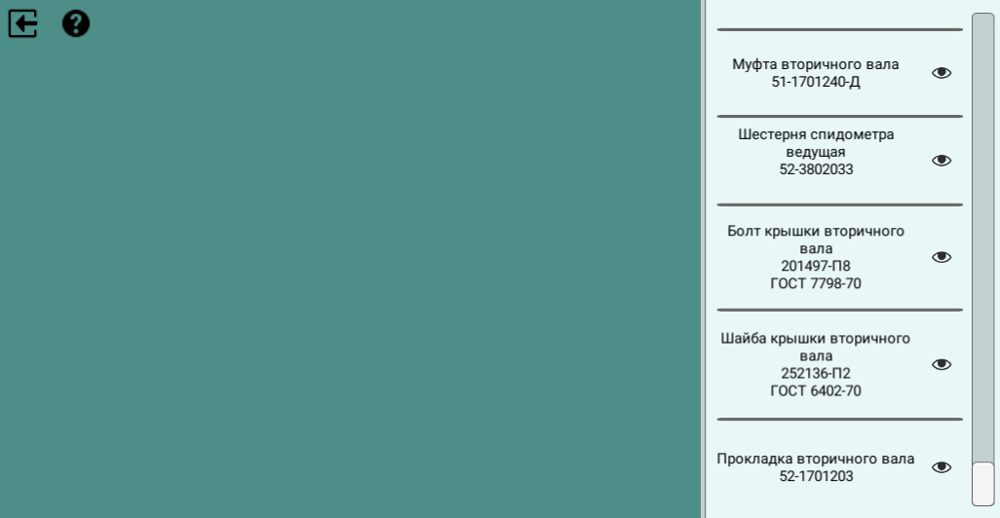 Муфта вторичного вала
51-1701240-Д
Шестерня спидометра
ведущая
52-3802033
Болт крышки вторичного
вала
201497-П8
ГОСТ 7798-70
Шайба крышки вторичного
вала
252136-П2
ГОСТ 6402-70
Прокладка вторичного вала
52-1701203